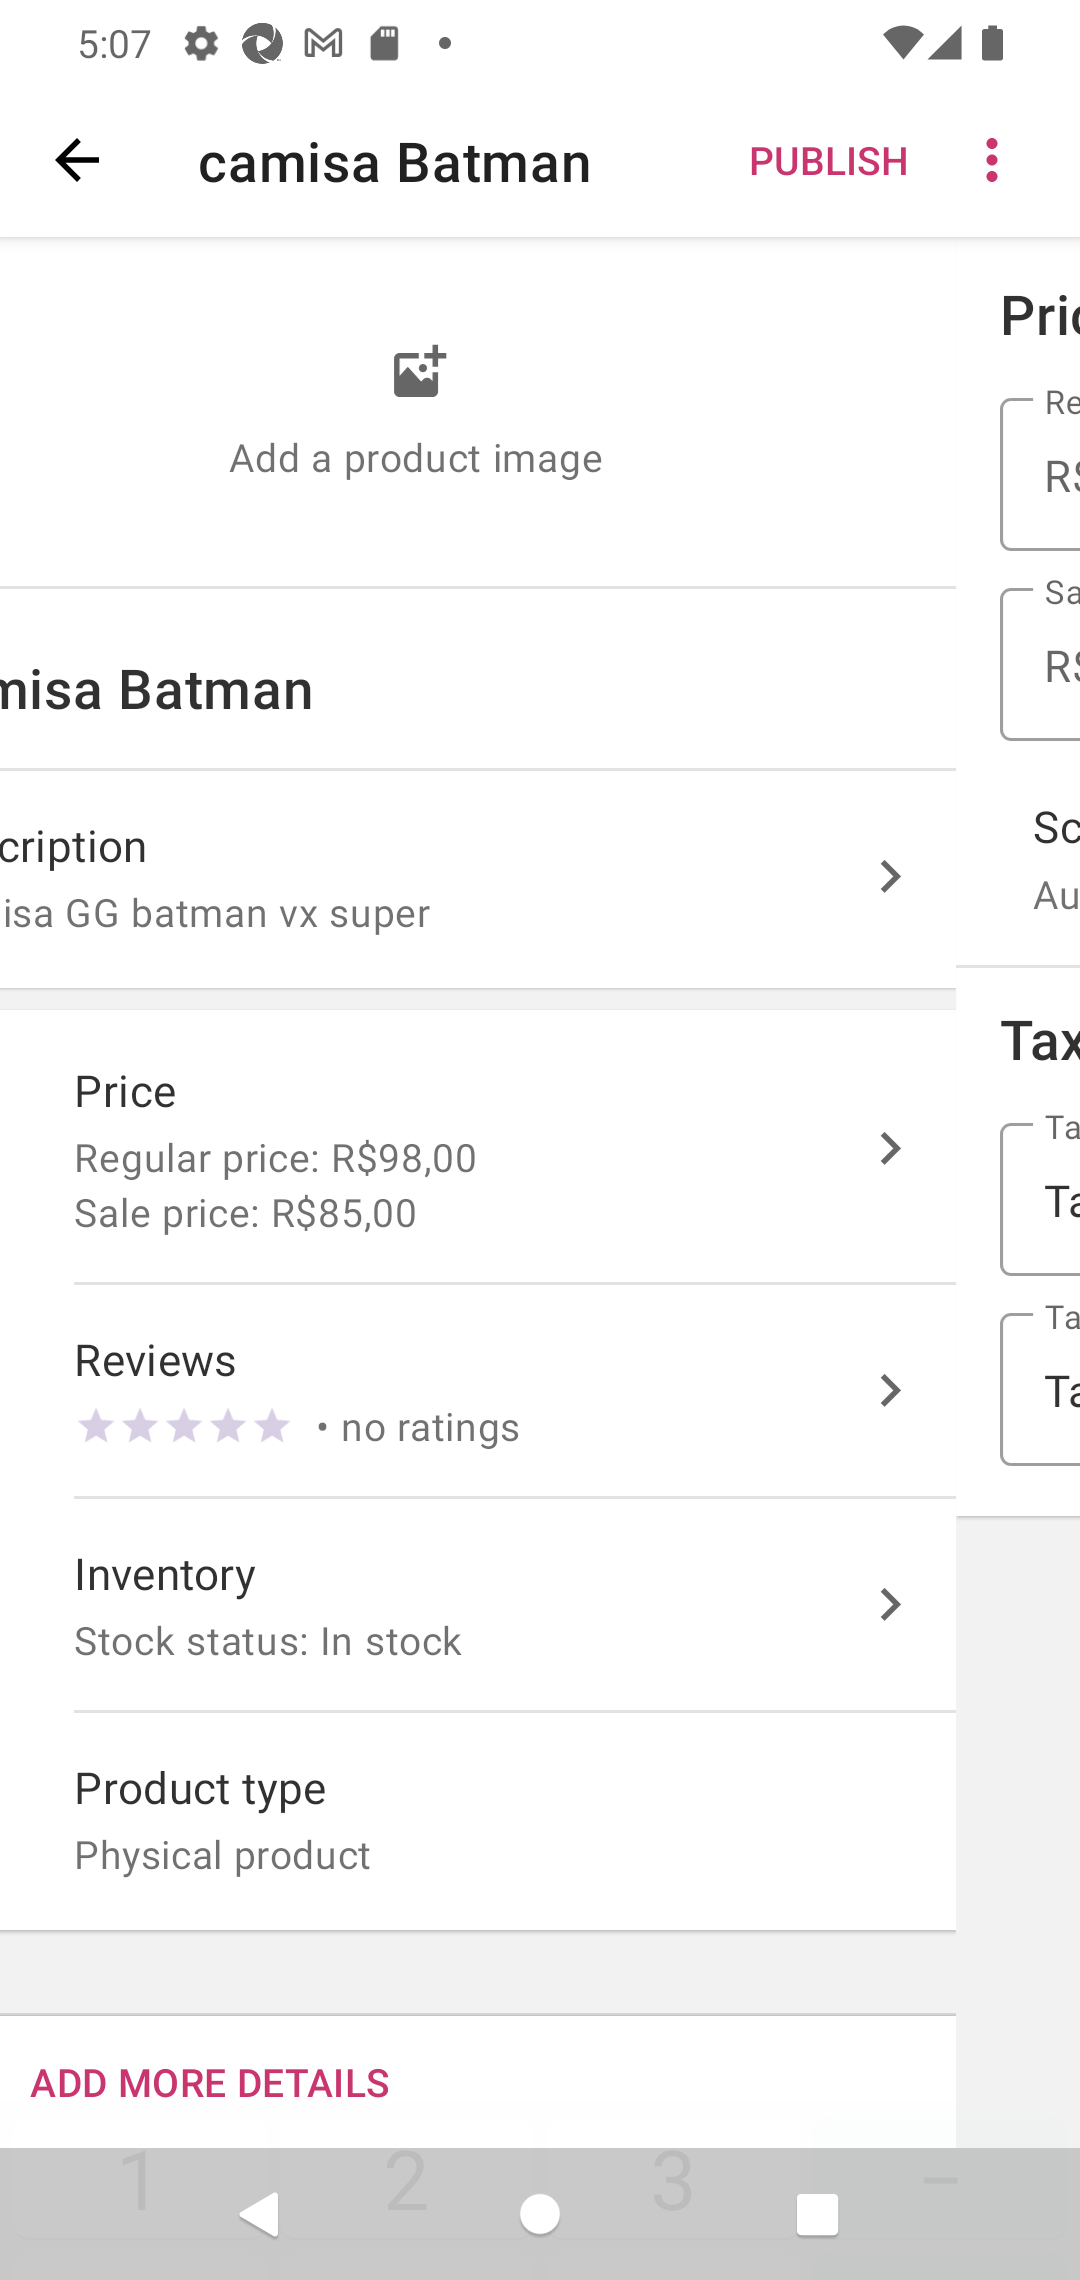 5:07
camisa Batman
PUBLISH
Add a product image
misa Batman
cription
isa GG batman vx super
Price
Regular price: R$98,00
Sale price: R$85,00
Reviews
• no ratings
Inventory
Stock status: In stock
Product type
Physical product
ADD MORE DETAILS
Pric
Re
R$
Sa
R$
Sc
Au
Tax
Ta
Ta
Ta
Ta
1 2 3 –